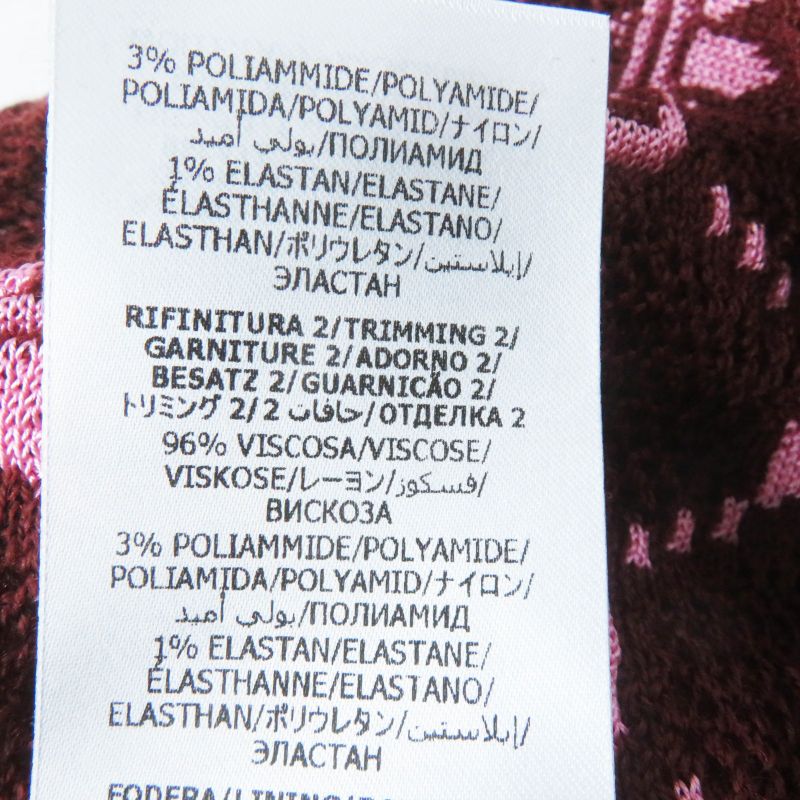 3% POLIAMMIDE/POLYAMIDE/
POLIAMIDA/POLYAMID/ナイロン/
بولي أميد/ПОЛИАМИД
1% ELASTAN/ELASTANE/
ÉLASTHANNE/ELASTANO/
ELASTHAN/ポリウレタン/إيلاستين/
ЭЛАСТАН
RIFINITURA 2/TRIMMING 2/
GARNITURE 2/ADORNO 2/
BESATZ 2/GUARNIÇÃO 2/
トリミング 2/2 حافات/ОТДЕЛКА 2
96% VISCOSA/VISCOSE/
VISKOSE/レーヨン/فسكوز/
ВИСКОЗА
3% POLIAMMIDE/POLYAMIDE/
POLIAMIDA/POLYAMID/ナイロン/
بولي أميد/ПОЛИАМИД
1% ELASTAN/ELASTANE/
ÉLASTHANNE/ELASTANO/
ELASTHAN/ポリウレタン/إيلاستين/
ЭЛАСТАН
FODERA/LINING/